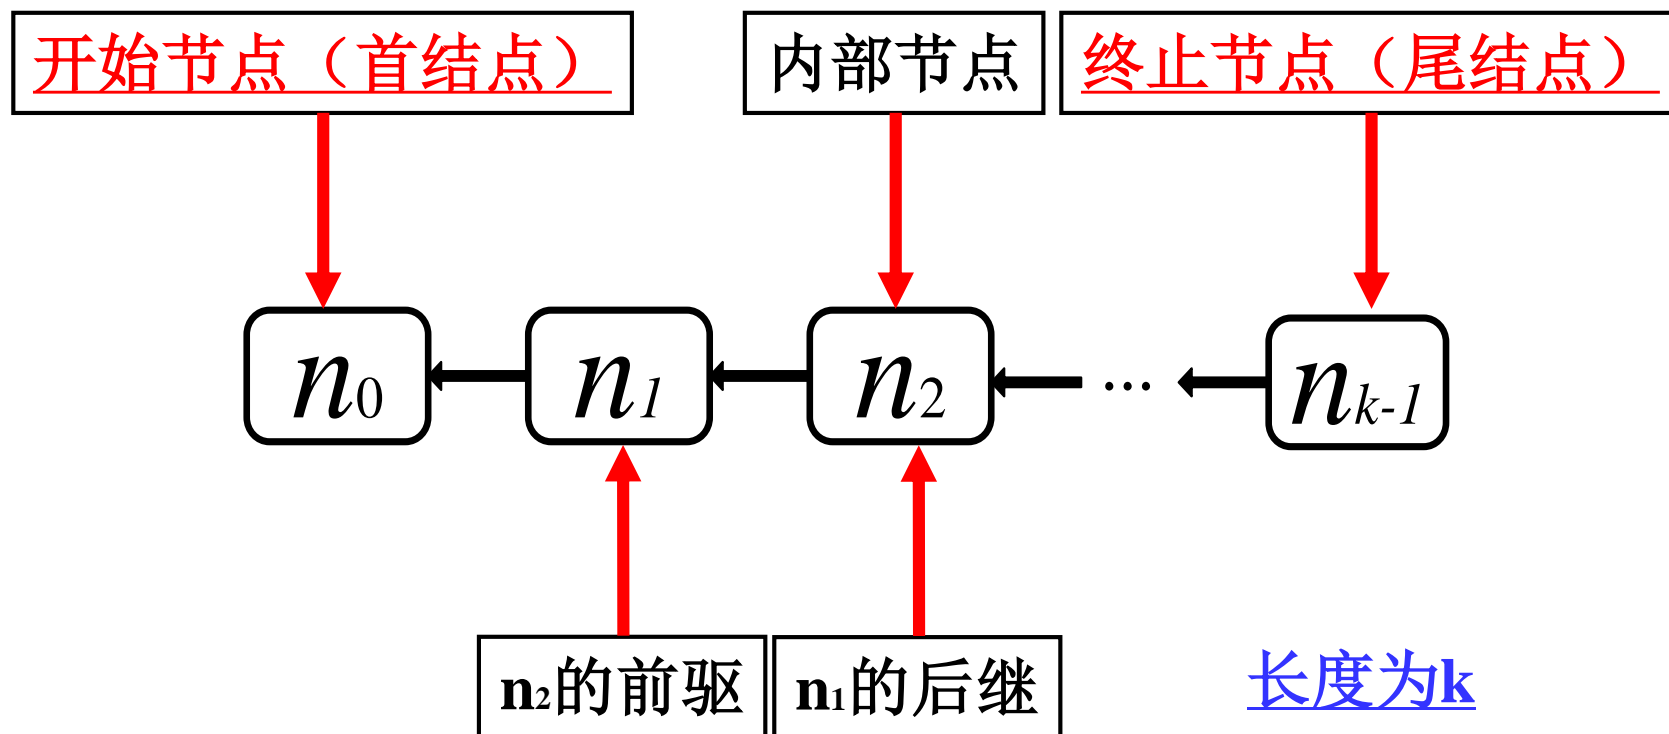 开始节点（首结点）
内部节点
终止节点（尾结点）
n0
n1
n2
...
nk-1
n2的前驱
n1的后继
长度为k